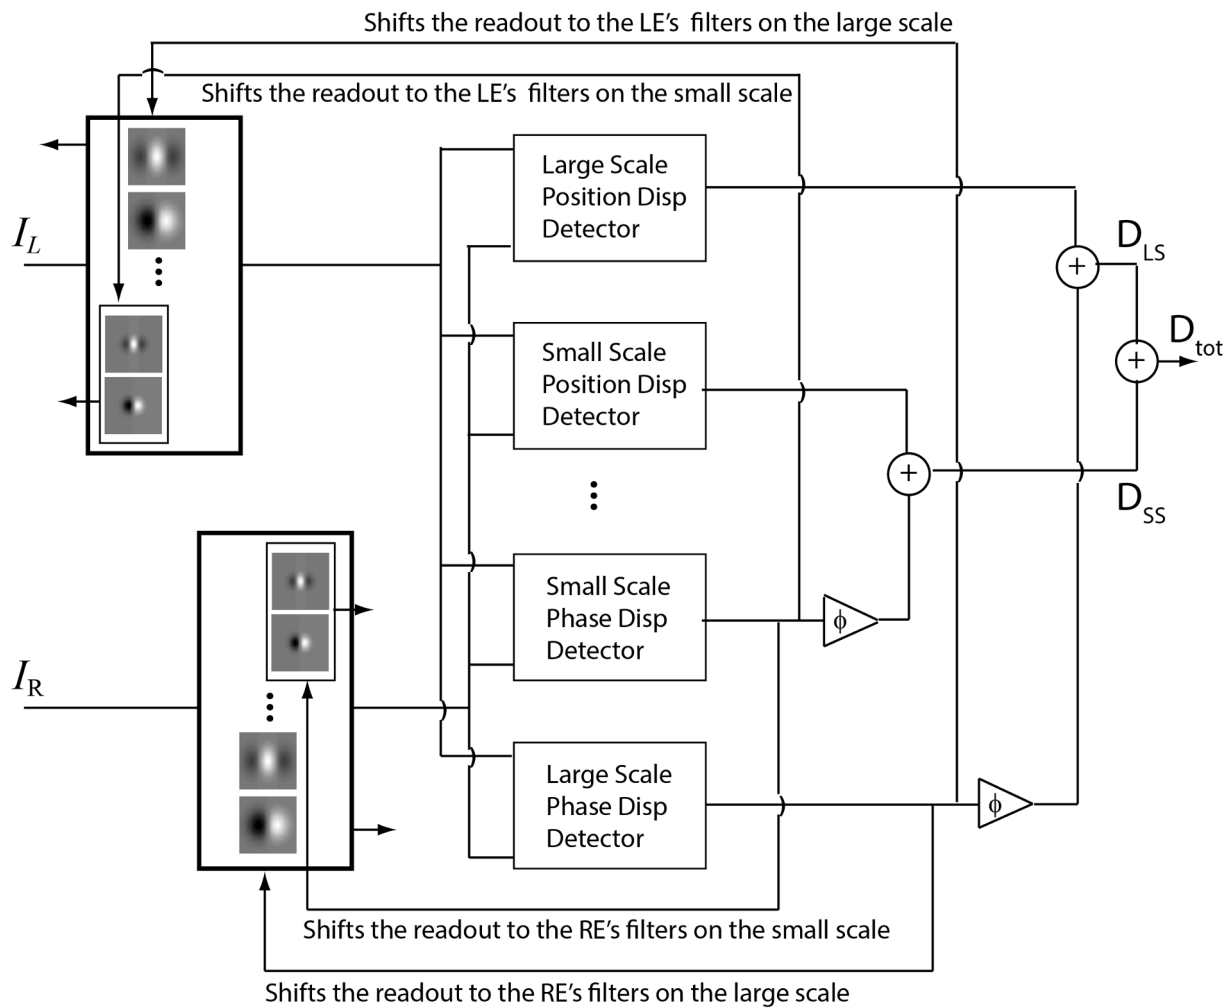 Shifts the readout to the LE's filters on the large scale
Shifts the readout to the LE's filters on the small scale
I_L
Large Scale
Position Disp
Detector
D_LS
+
Small Scale
Position Disp
Detector
D_tot
+
+
D_SS
Small Scale
Phase Disp
Detector
ϕ
I_R
Large Scale
Phase Disp
Detector
ϕ
Shifts the readout to the RE's filters on the small scale
Shifts the readout to the RE's filters on the large scale